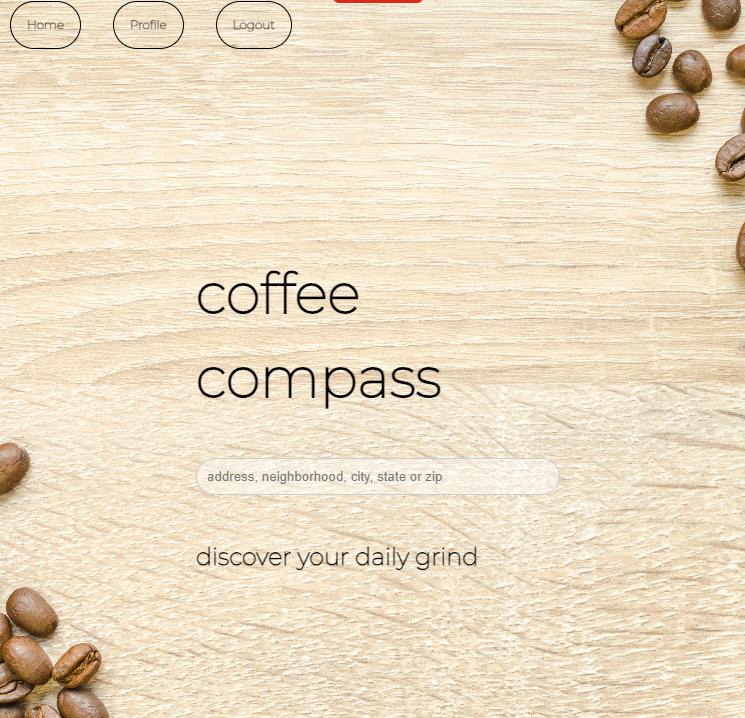 Home Profile Logout
coffee
compass
address, neighborhood, city, state or zip
discover your daily grind